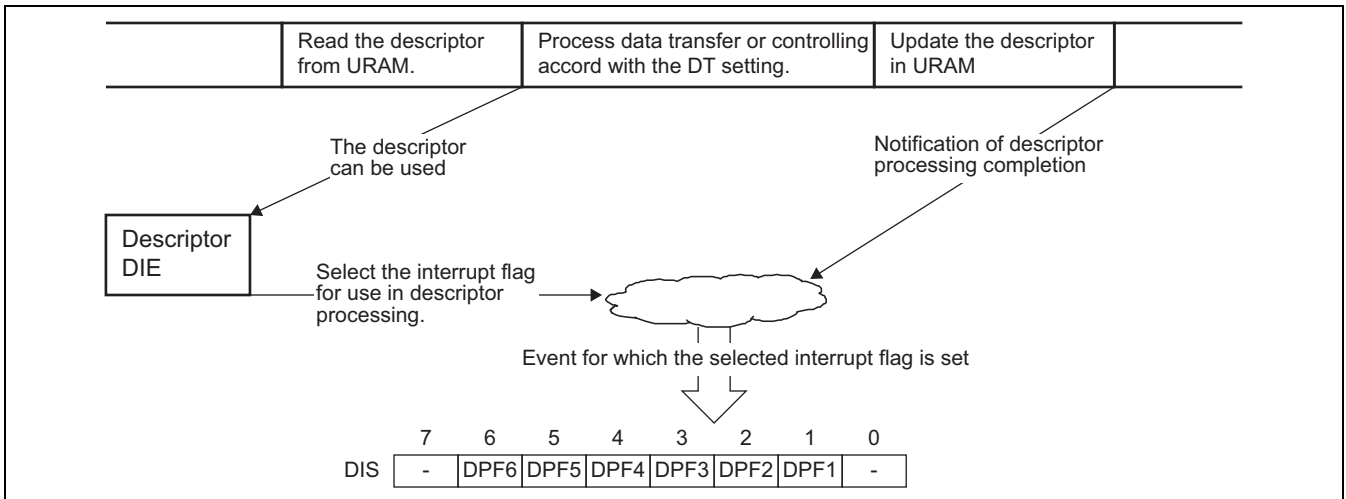 Read the descriptor
from URAM.
Process data transfer or controlling
accord with the DT setting.
Update the descriptor
in URAM
The descriptor
can be used
Notification of descriptor
processing completion
Descriptor
DIE
Select the interrupt flag
for use in descriptor
processing.
Event for which the selected interrupt flag is set
7 6 5 4 3 2 1 0
DIS - DPF6 DPF5 DPF4 DPF3 DPF2 DPF1 -